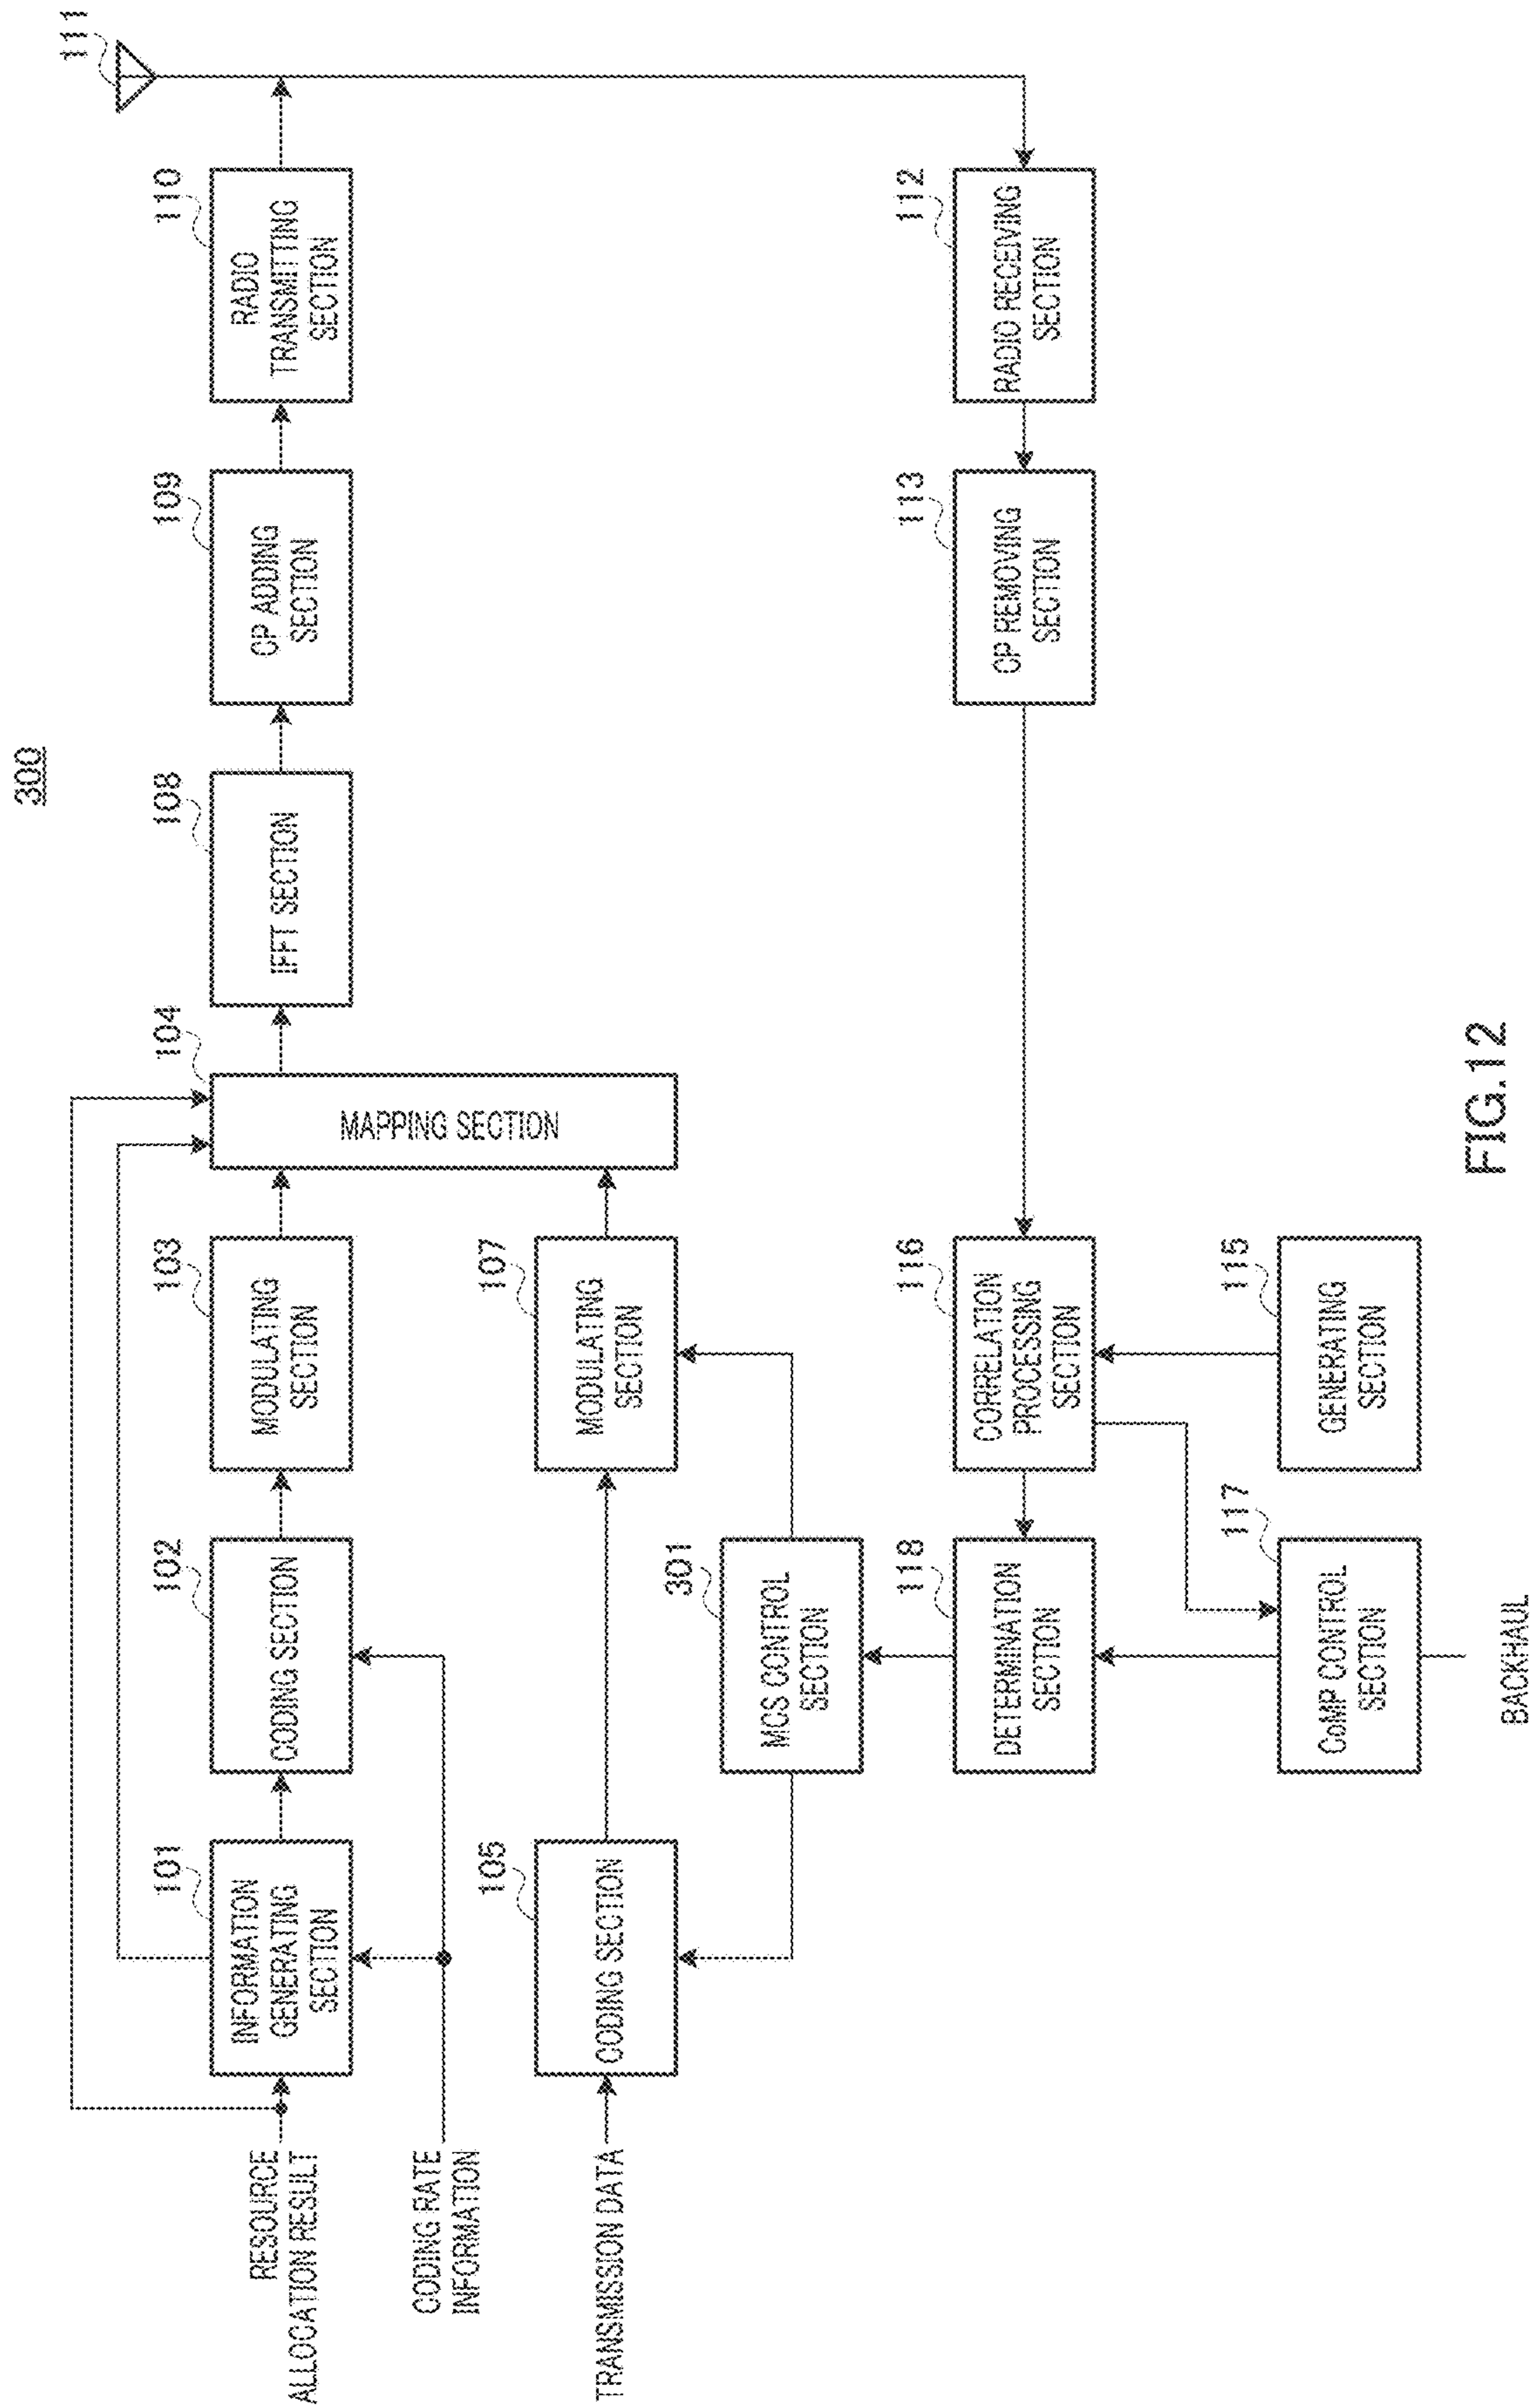 300
111
RESOURCE
ALLOCATION RESULT
CODING RATE
INFORMATION
101
INFORMATION
GENERATING
SECTION
102
CODING SECTION
103
MODULATING
SECTION
104
MAPPING SECTION
108
IFFT SECTION
109
CP ADDING
SECTION
110
RADIO
TRANSMITTING
SECTION
TRANSMISSION DATA
105
CODING SECTION
107
MODULATING
SECTION
301
MCS CONTROL
SECTION
118
DETERMINATION
SECTION
116
CORRELATION
PROCESSING
SECTION
113
CP REMOVING
SECTION
112
RADIO RECEIVING
SECTION
117
CoMP CONTROL
SECTION
115
GENERATING
SECTION
BACKHAUL
FIG.12